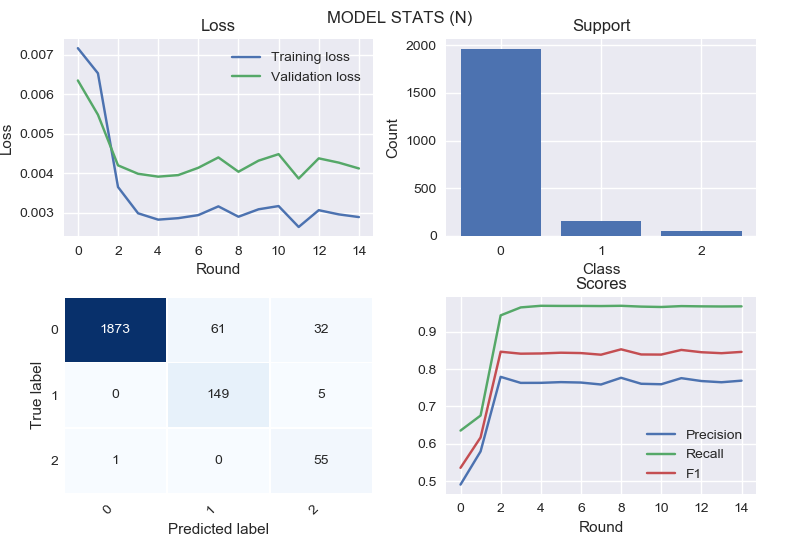 MODEL STATS (N)
Loss
0.007
0.006
0.005
0.004
0.003
Loss
Training loss
Validation loss
0 2 4 6 8 10 12 14
Round
Support
2000
1500
1000
500
0
Count
0 1 2
Class
0
1
2
True label
1873 61 32
0 149 5
1 0 55
0 1 2
Predicted label
Scores
0.9
0.8
0.7
0.6
0.5
Precision
Recall
F1
0 2 4 6 8 10 12 14
Round